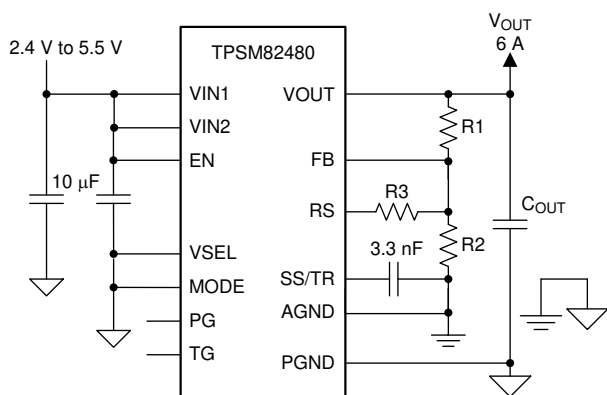 2.4 V to 5.5 V
TPSM82480
VOUT
6 A
VIN1
VOUT
VIN2
R1
EN
FB
10 μF
RS
R3
COUT
VSEL
R2
3.3 nF
MODE
SS/TR
PG
AGND
TG
PGND